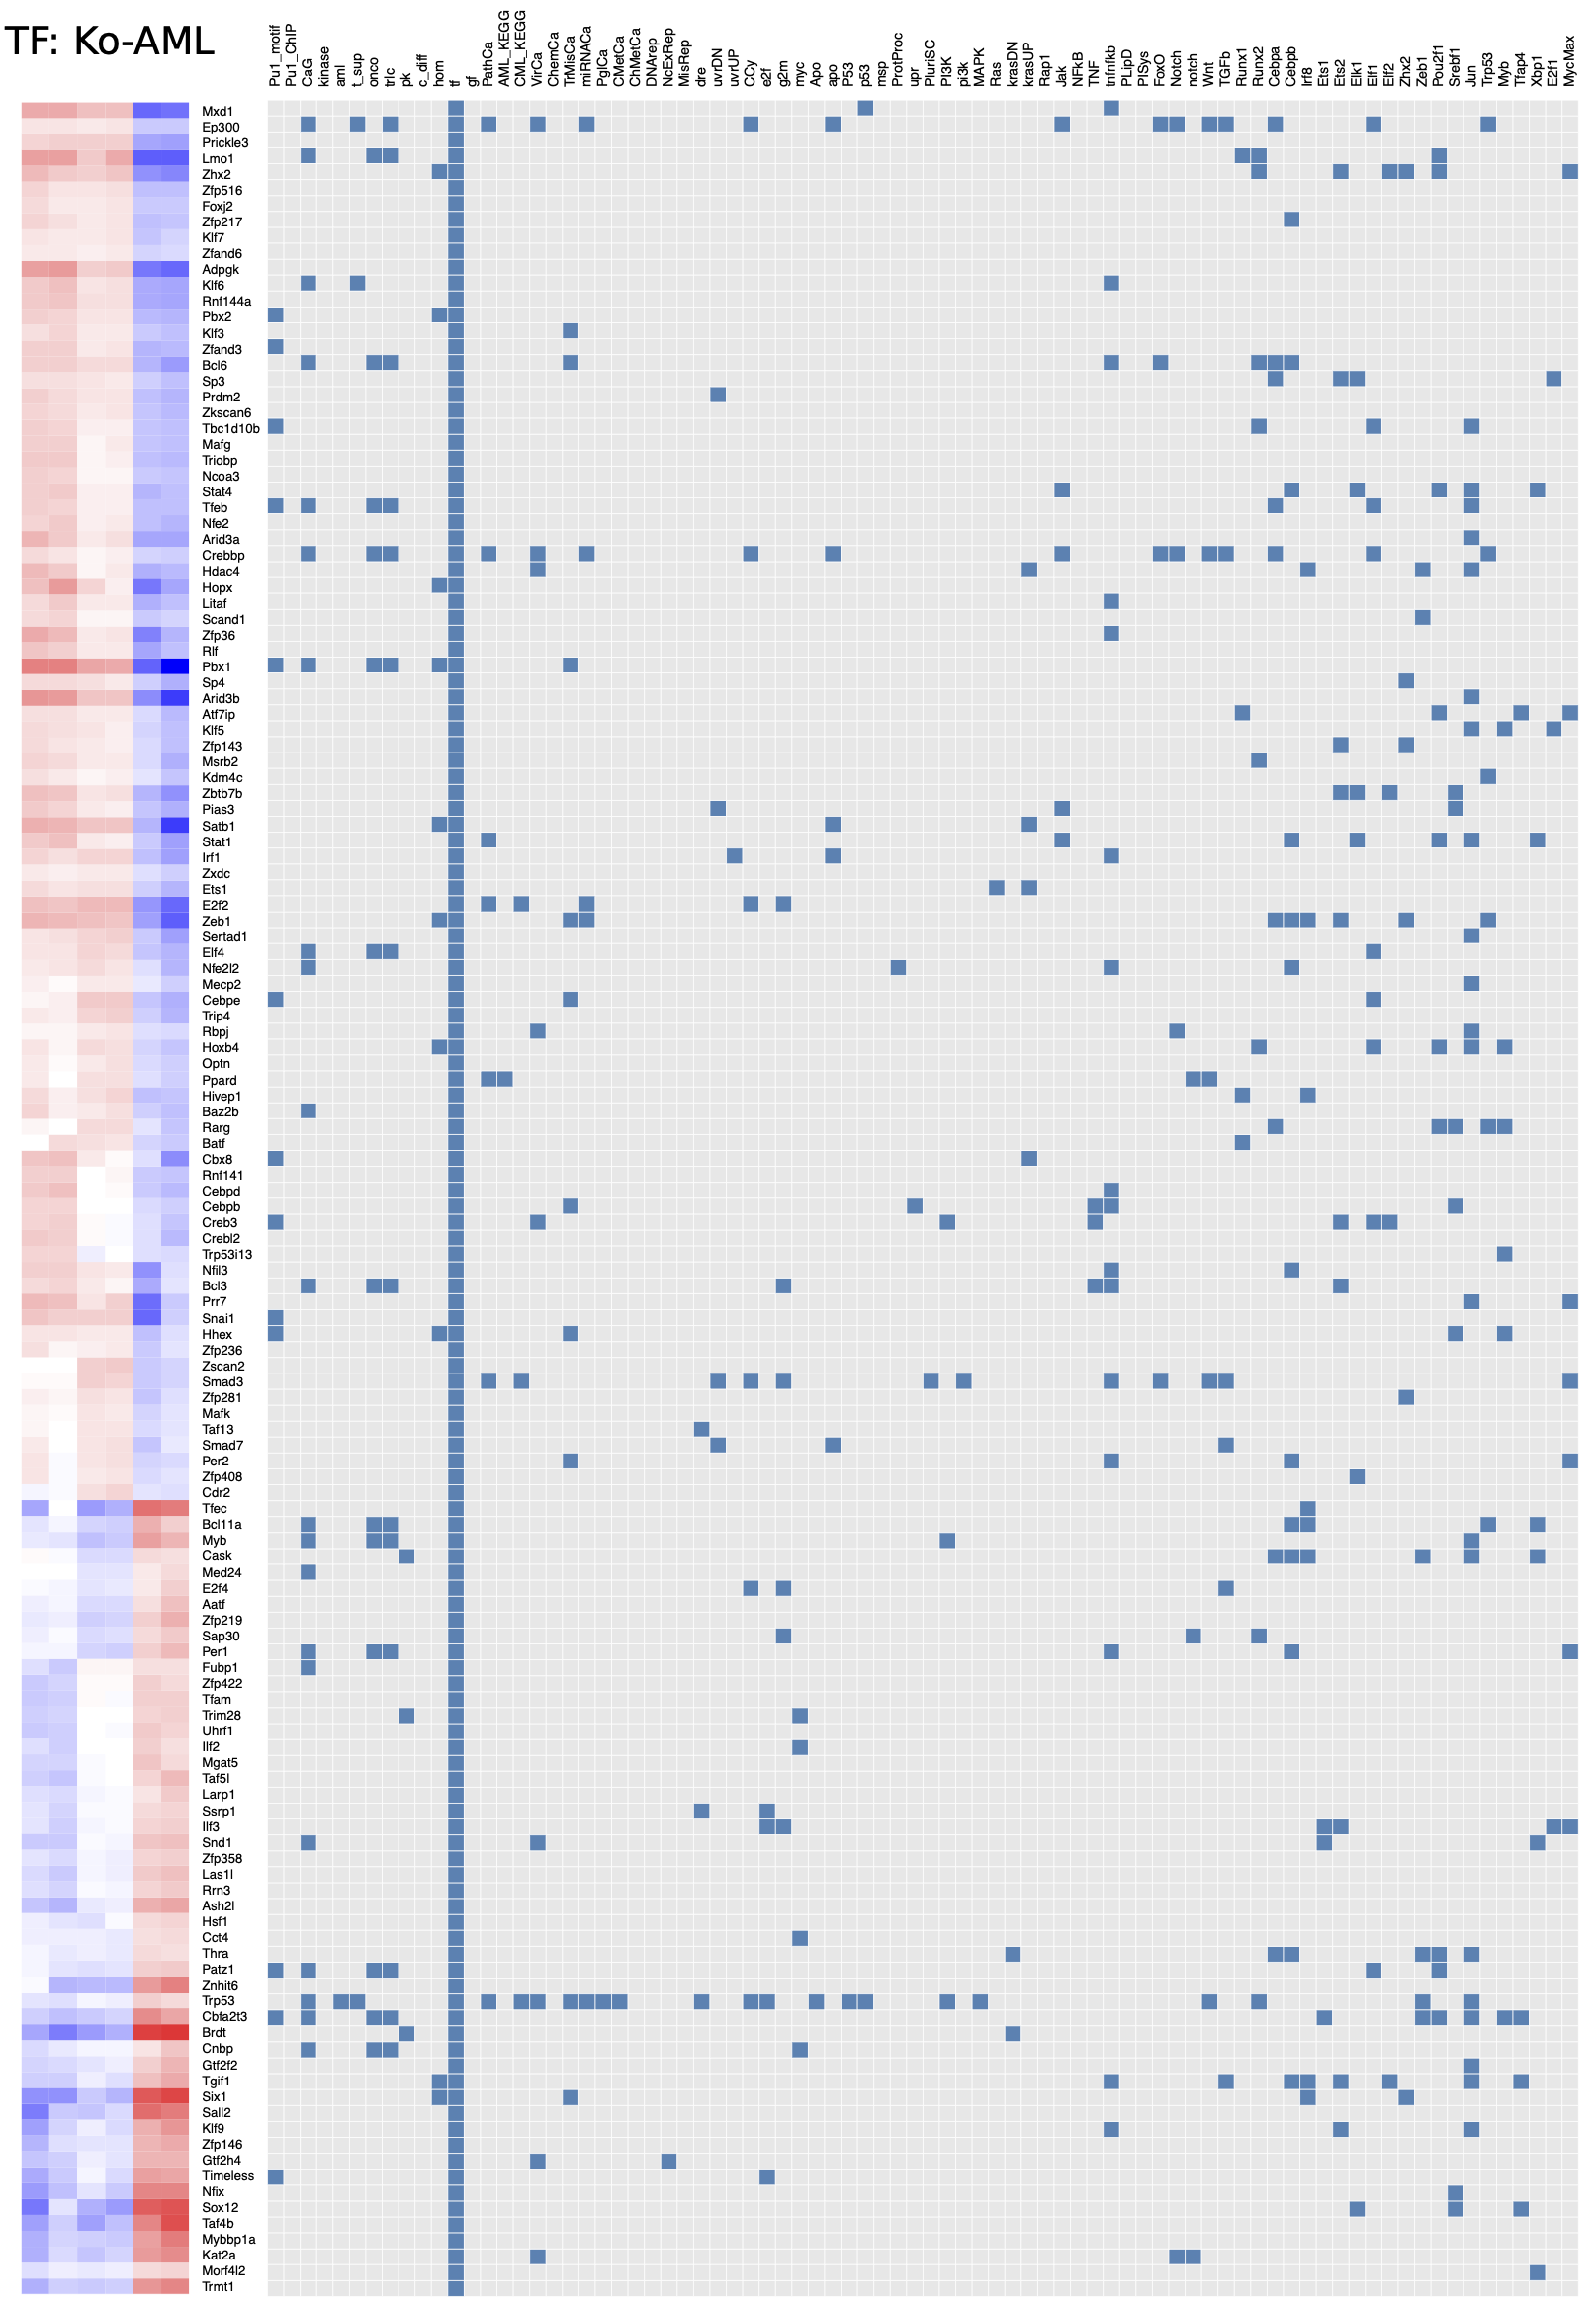 TF: Ko-AML
Pu1_motif
Pu1_ChIP
CaG
kinase
aml
t_sup
onco
trlc
pk
c_diff
hom
tf
gf
PathCa
AML_KEGG
CML_KEGG
VirCa
ChemCa
TrMisCa
miRNACa
PglCa
CMetCa
ChMetCa
DNArep
NcExRep
MisRep
dre
uvrDN
uvrUP
CCy
e2f
g2m
myc
Apo
apo
P53
p53
msp
ProtProc
upr
PluriSC
PI3K
pi3k
MAPK
Ras
krasDN
krasUP
Rap1
Jak
NFkB
TNF
tnfnfkb
PLipD
PISys
FoxO
Notch
notch
Wnt
TGFb
Runx1
Runx2
Cebpa
Cebpb
Irf8
Ets1
Ets2
Elk1
Elf1
Elf2
Zhx2
Zeb1
Pou2f1
Srebf1
Jun
Trp53
Myb
Tfap4
Xbp1
E2f1
MycMax
Mxd1
Ep300
Prickle3
Lmo1
Zhx2
Zfp516
Foxj2
Zfp217
Klf7
Zfand6
Adpgk
Klf6
Rnf144a
Pbx2
Klf3
Zfand3
Bcl6
Sp3
Prdm2
Zkscan6
Tbc1d10b
Mafg
Triobp
Ncoa3
Stat4
Tfeb
Nfe2
Arid3a
Crebbp
Hdac4
Hopx
Litaf
Scand1
Zfp36
Rlf
Pbx1
Sp4
Arid3b
Atf7ip
Klf5
Zfp143
Msrb2
Kdm4c
Zbtb7b
Pias3
Satb1
Stat1
Irf1
Zxdc
Ets1
E2f2
Zeb1
Sertad1
Elf4
Nfe2l2
Mecp2
Cebpe
Trip4
Rbpj
Hoxb4
Optn
Ppard
Hivep1
Baz2b
Rarg
Batf
Cbx8
Rnf141
Cebpd
Cebpb
Creb3
Crebl2
Trp53i13
Nfil3
Bcl3
Prr7
Snai1
Hhex
Zfp236
Zscan2
Smad3
Zfp281
Mafk
Taf13
Smad7
Per2
Zfp408
Cdr2
Tfec
Bcl11a
Myb
Cask
Med24
E2f4
Aatf
Zfp219
Sap30
Per1
Fubp1
Zfp422
Tfam
Trim28
Uhrf1
Ilf2
Mgat5
Taf5l
Larp1
Ssrp1
Ilf3
Snd1
Zfp358
Las1l
Rrn3
Ash2l
Hsf1
Cct4
Thra
Patz1
Znhit6
Trp53
Cbfa2t3
Brdt
Cnbp
Gtf2f2
Tgif1
Six1
Sall2
Klf9
Zfp146
Gtf2h4
Timeless
Nfix
Sox12
Taf4b
Mybbp1a
Kat2a
Morf4l2
Trmt1